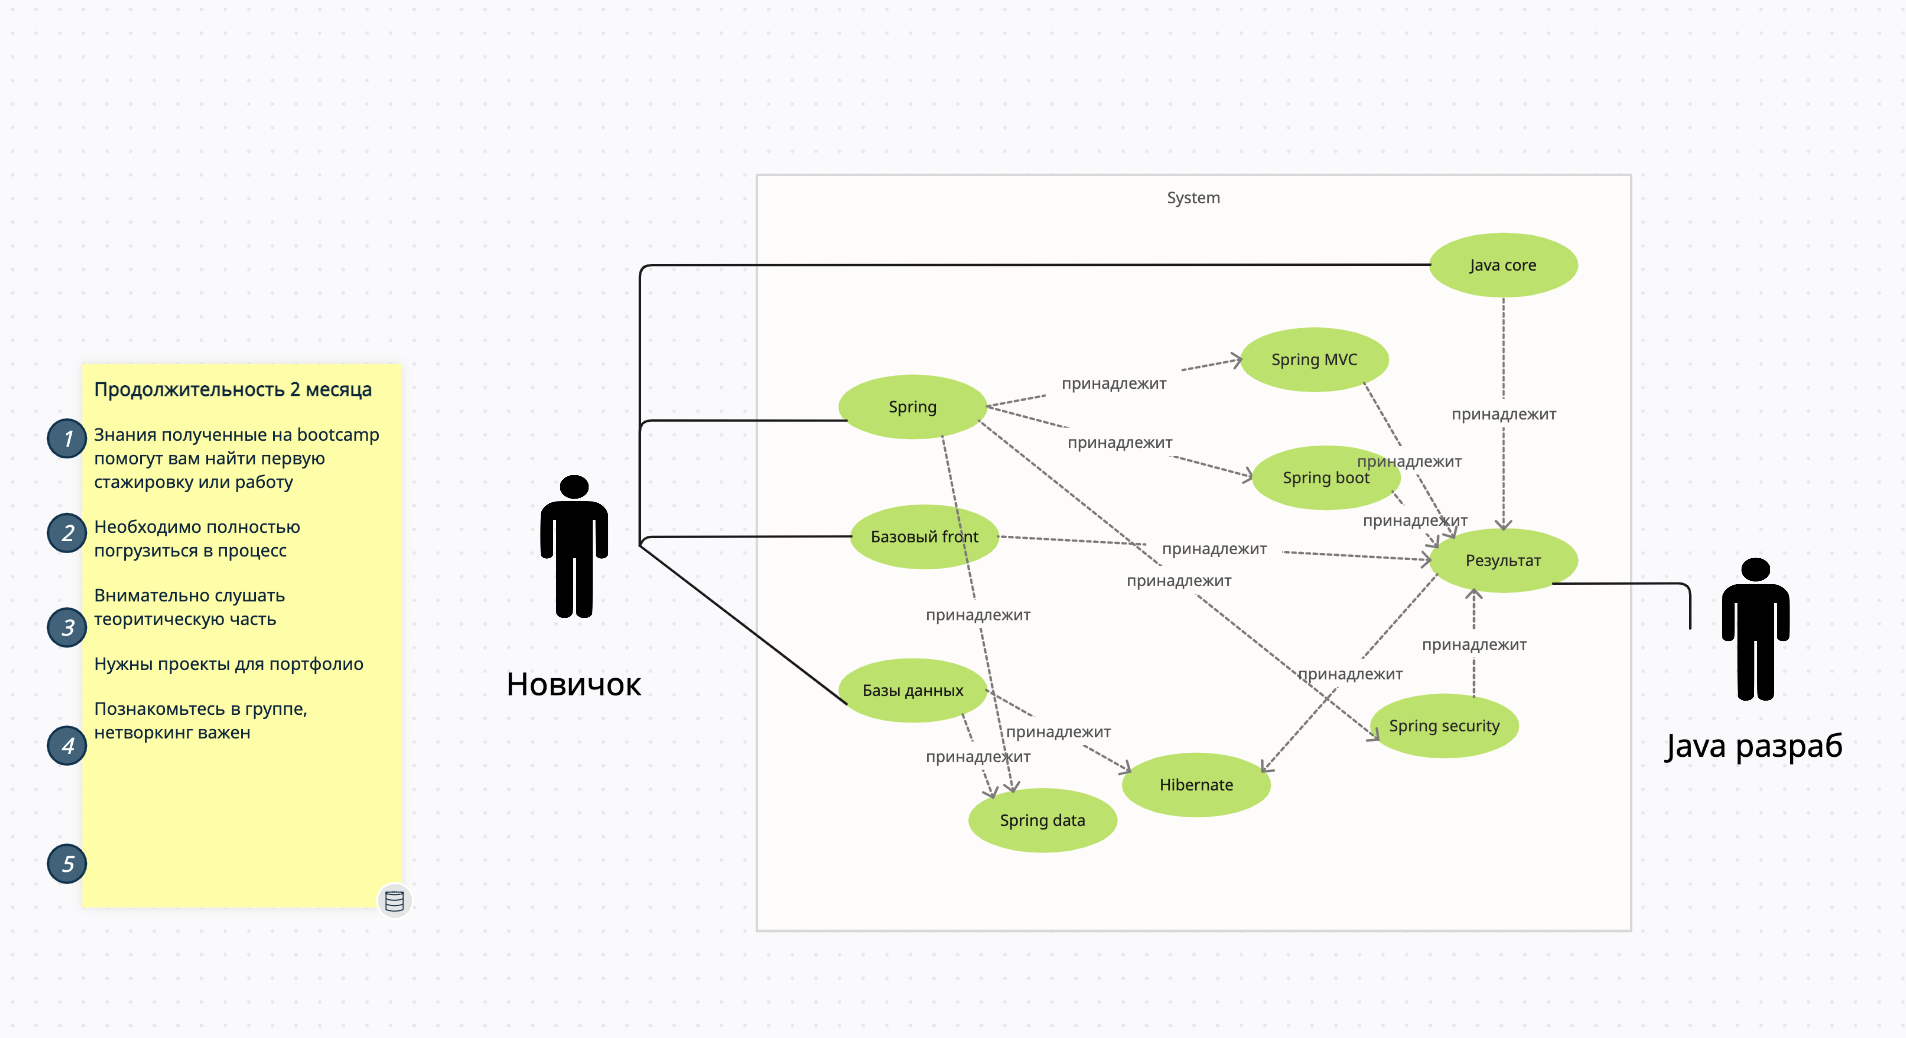 System
Java core
Spring MVC
принадлежит
Spring
принадлежит
принадлежит
принадлежит
Spring boot
принадлежит
Базовый front
принадлежит
Результат
принадлежит
принадлежит
принадлежит
принадлежит
Базы данных
Spring security
принадлежит
принадлежит
Hibernate
Spring data
Новичок
Java разраб
Продолжительность 2 месяца
1
Знания полученные на bootcamp
помогут вам найти первую
стажировку или работу
2
Необходимо полностью
погрузиться в процесс
Внимательно слушать
3
теоритическую часть
Нужны проекты для портфолио
Познакомьтесь в группе,
4
нетворкинг важен
5